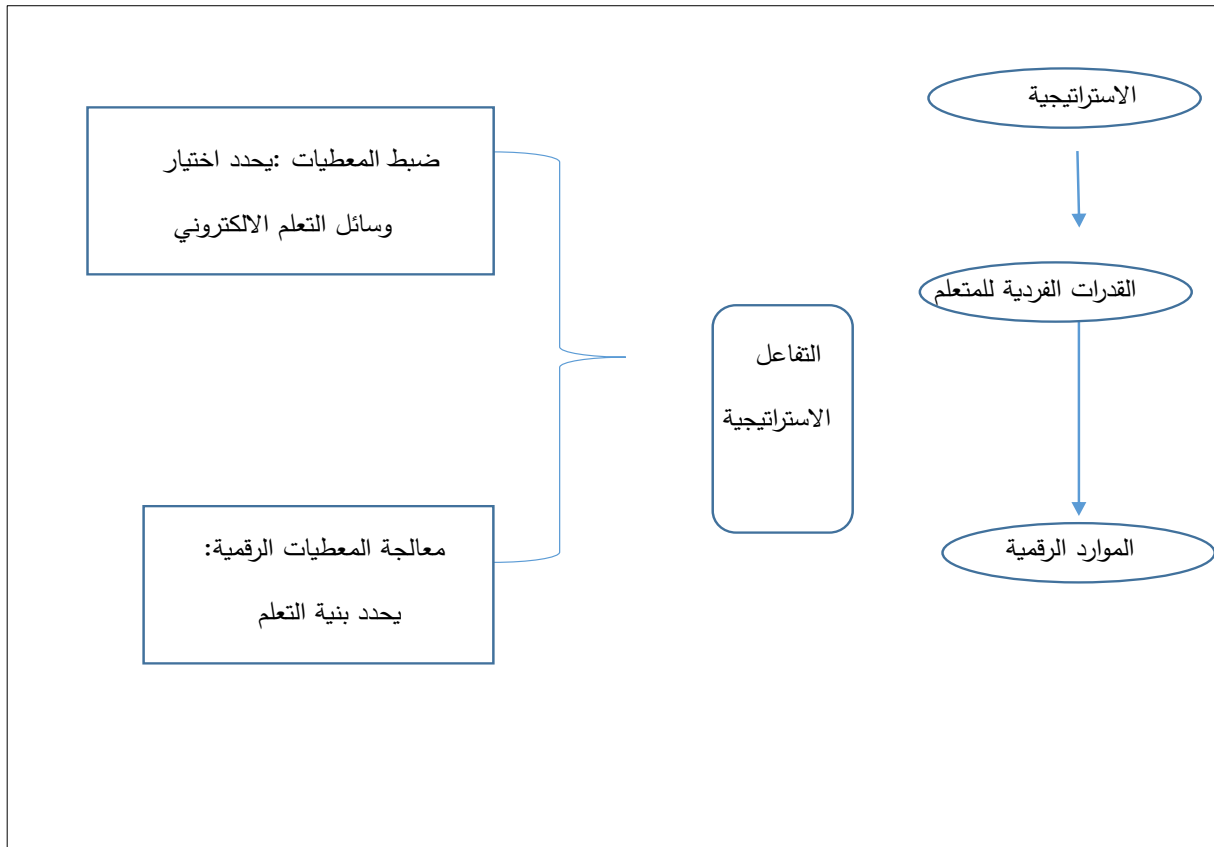 الاستراتيجية
القدرات الفردية للمتعلم
الموارد الرقمية
التفاعل
الاستراتيجية
ضبط المعطيات :يحدد اختيار
وسائل التعلم الالكتروني
معالجة المعطيات الرقمية:
يحدد بنية التعلم